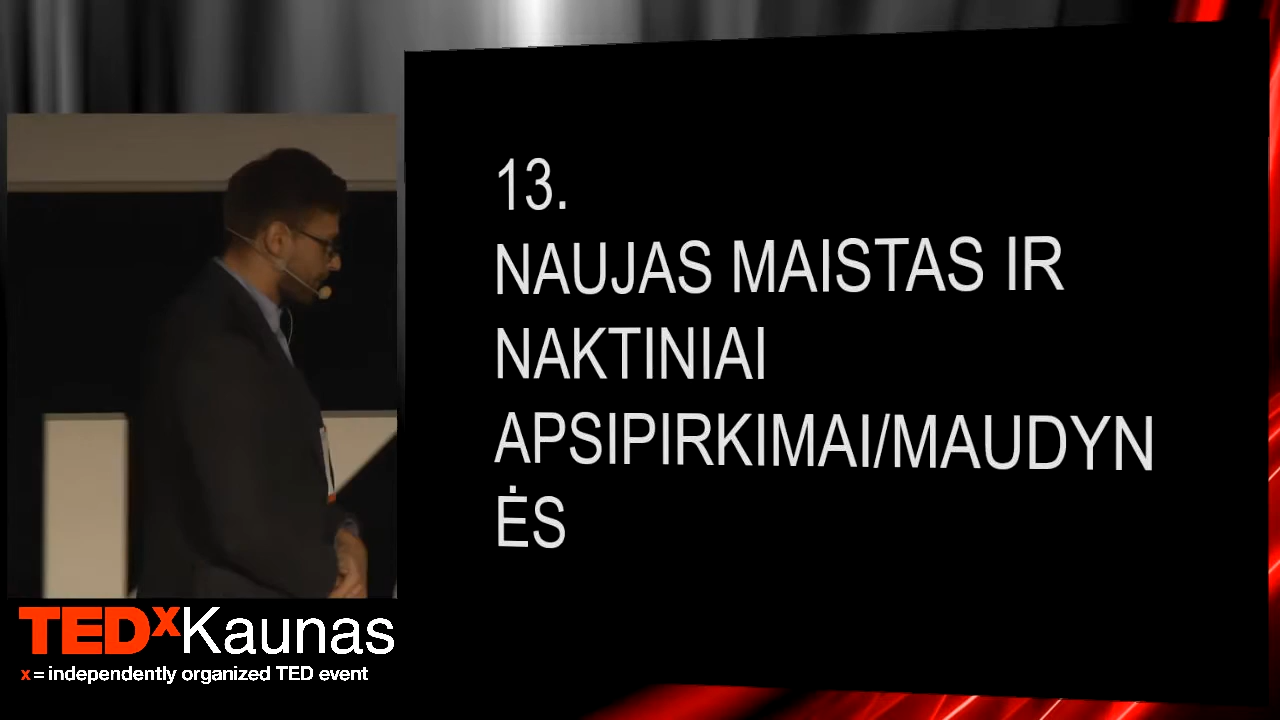 13.
NAUJAS MAISTAS IR
NAKTINIAI
APSIPIRKIMAI/MAUDYN
ĖS
TEDxKaunas
x = independently organized TED event